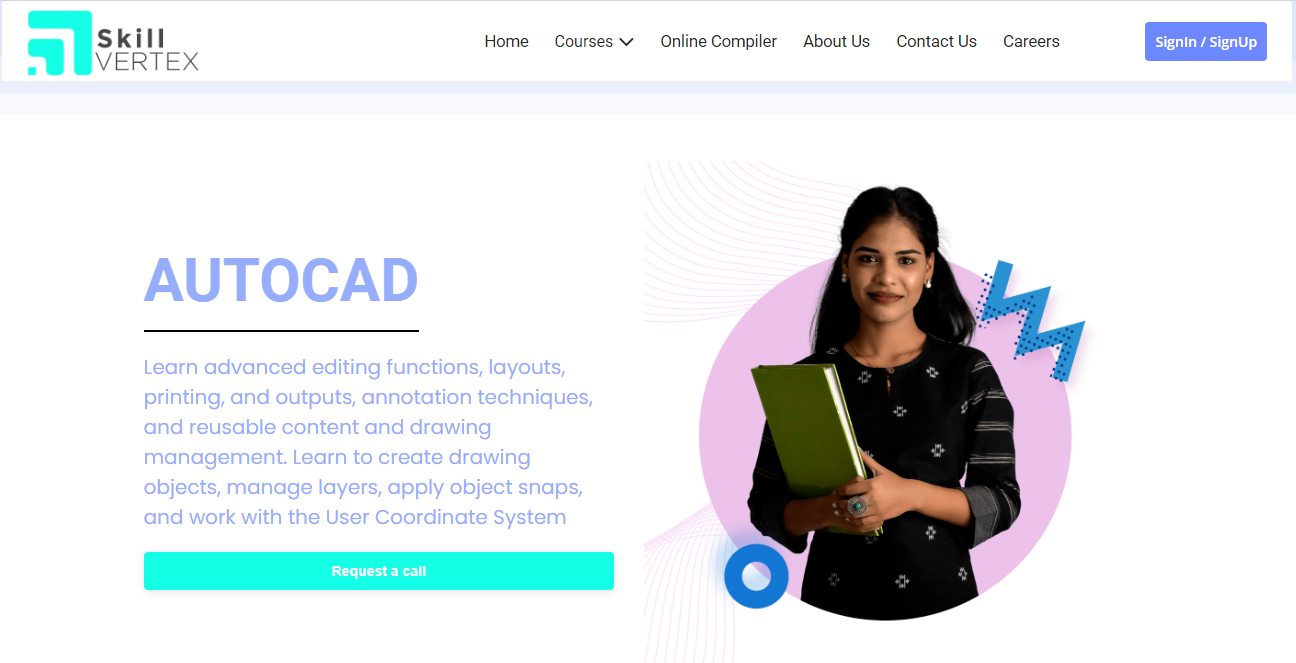 Skill
VERTEX
Home Courses Online Compiler About Us Contact Us Careers SignIn / SignUp
AUTOCAD
Learn advanced editing functions, layouts,
printing, and outputs, annotation techniques,
and reusable content and drawing
management. Learn to create drawing
objects, manage layers, apply object snaps,
and work with the User Coordinate System
Request a call